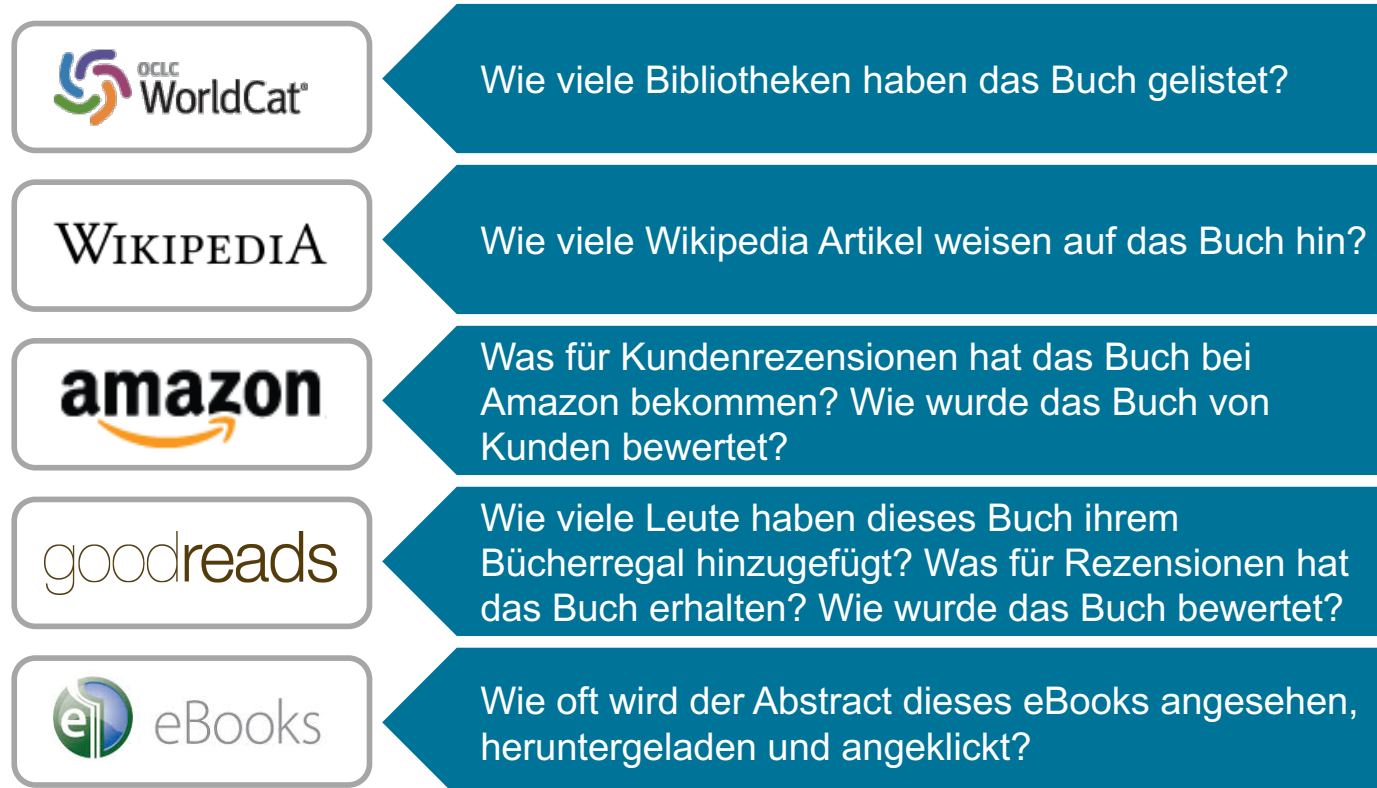 OCLC
WorldCat®
Wie viele Bibliotheken haben das Buch gelistet?
WIKIPEDIA
Wie viele Wikipedia Artikel weisen auf das Buch hin?
amazon
Was für Kundenrezensionen hat das Buch bei
Amazon bekommen? Wie wurde das Buch von
Kunden bewertet?
goodreads
Wie viele Leute haben dieses Buch ihrem
Bücherregal hinzugefügt? Was für Rezensionen hat
das Buch erhalten? Wie wurde das Buch bewertet?
e
eBooks
Wie oft wird der Abstract dieses eBooks angesehen,
heruntergeladen und angeklickt?